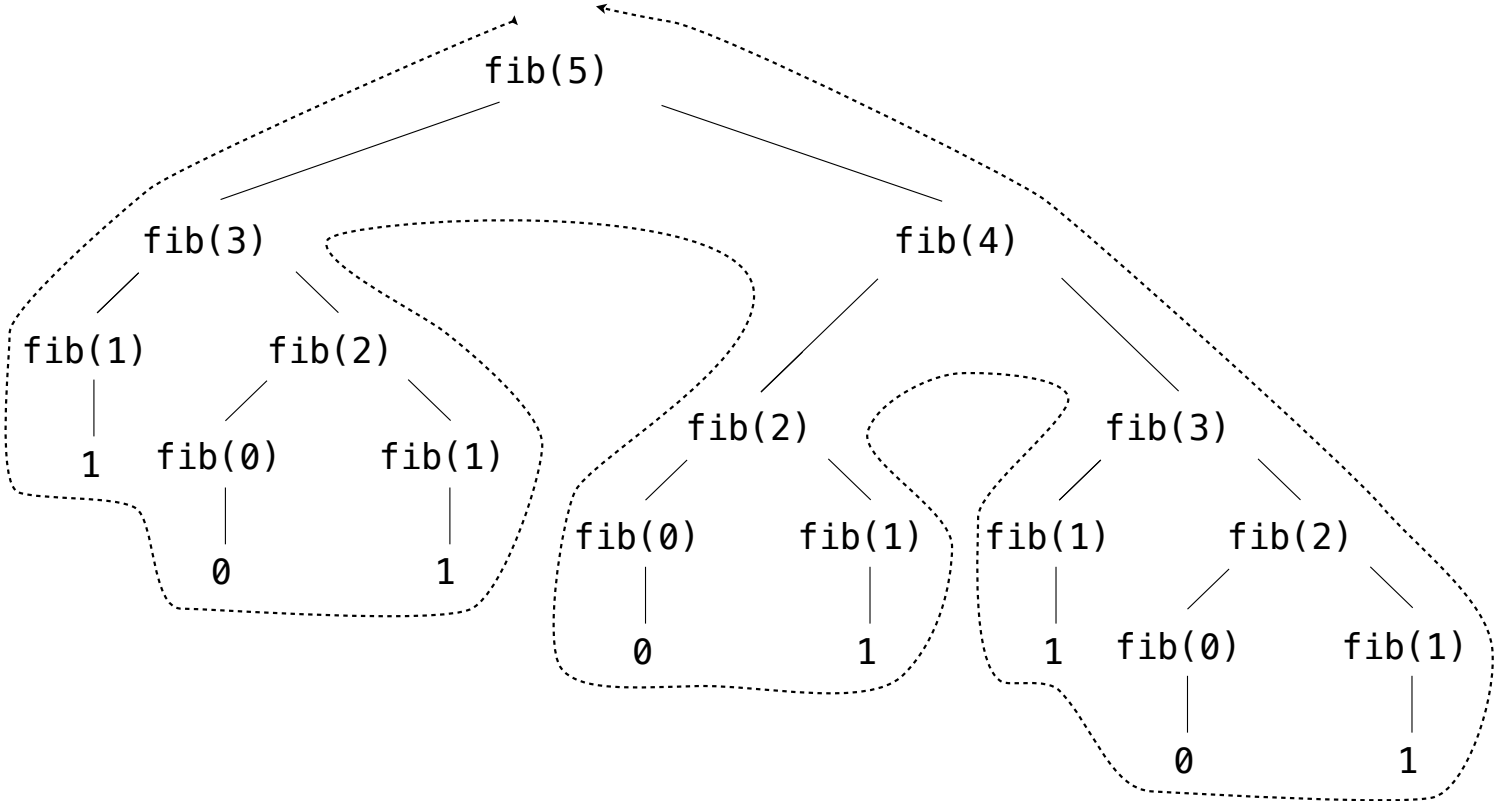 fib(5)
fib(3) fib(4)
fib(1) fib(2)
fib(2) fib(3)
1 fib(0) fib(1)
fib(0) fib(1) fib(1) fib(2)
0 1
0 1 1 fib(0) fib(1)
0 1